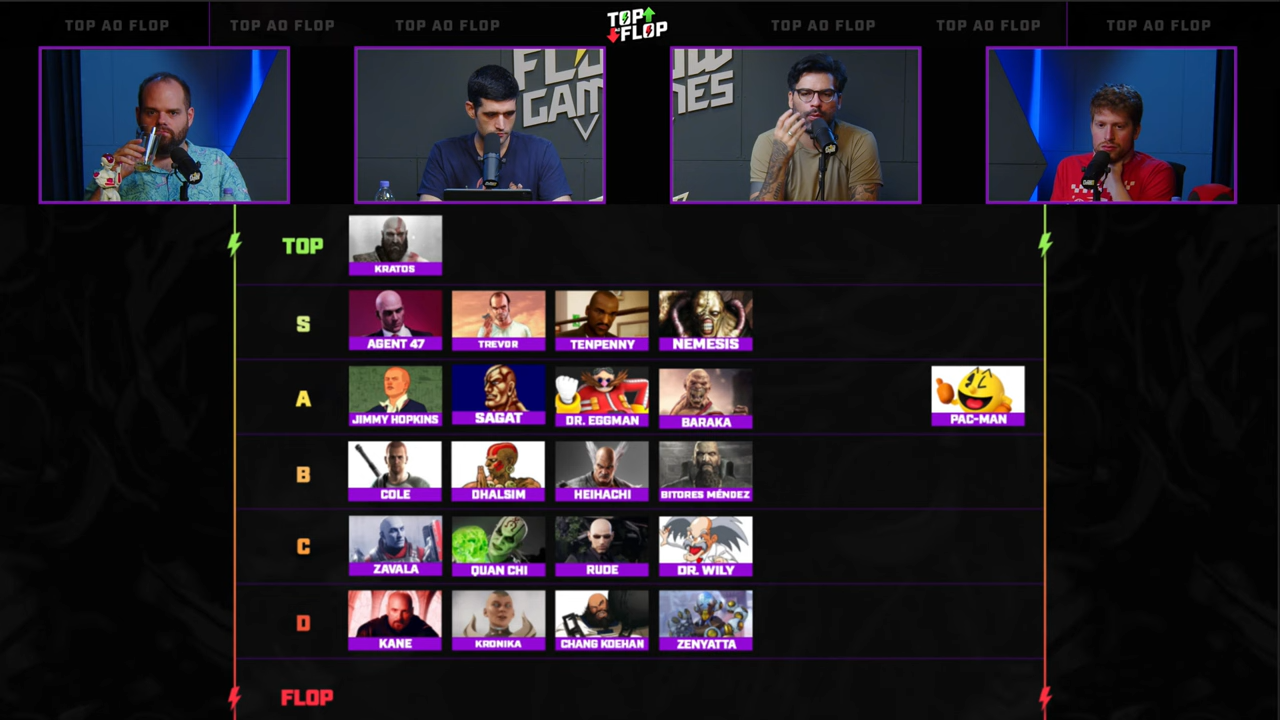 TOP AO FLOP
TOP AO FLOP
TOP AO FLOP
TOP AO FLOP
TOP AO FLOP
TOP AO FLOP
TOP AO FLOP
GAM
TOP
KRATOS
S
AGENT 47
TREVOR
TENPENNY
NEMESIS
A
JIMMY HOPKINS
SAGAT
DR. EGGMAN
BARAKA
PAC-MAN
B
COLE
DHALSIM
HEIHACHI
BITORES MÉNDEZ
C
ZAVALA
QUAN CHI
RUDE
DR. WILY
D
KANE
KRONIKA
CHANG KOEHAN
ZENYATTA
FLOP